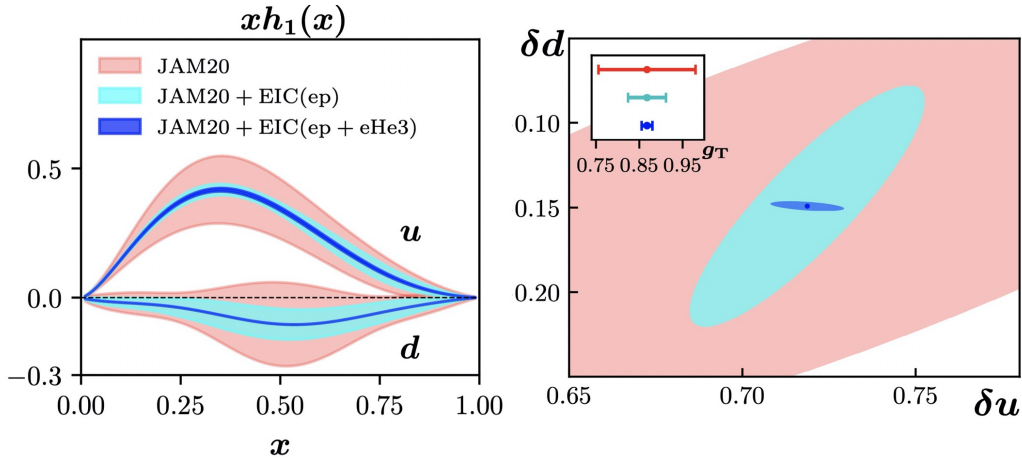 xh₁(x)
JAM20
JAM20 + EIC(ep)
JAM20 + EIC(ep + eHe3)
0.5
0.0
−0.3
u
d
0.00 0.25 0.50 0.75 1.00
x
δd
0.10
0.15
0.20
0.75 0.85 0.95
g_T
0.65 0.70 0.75
δu